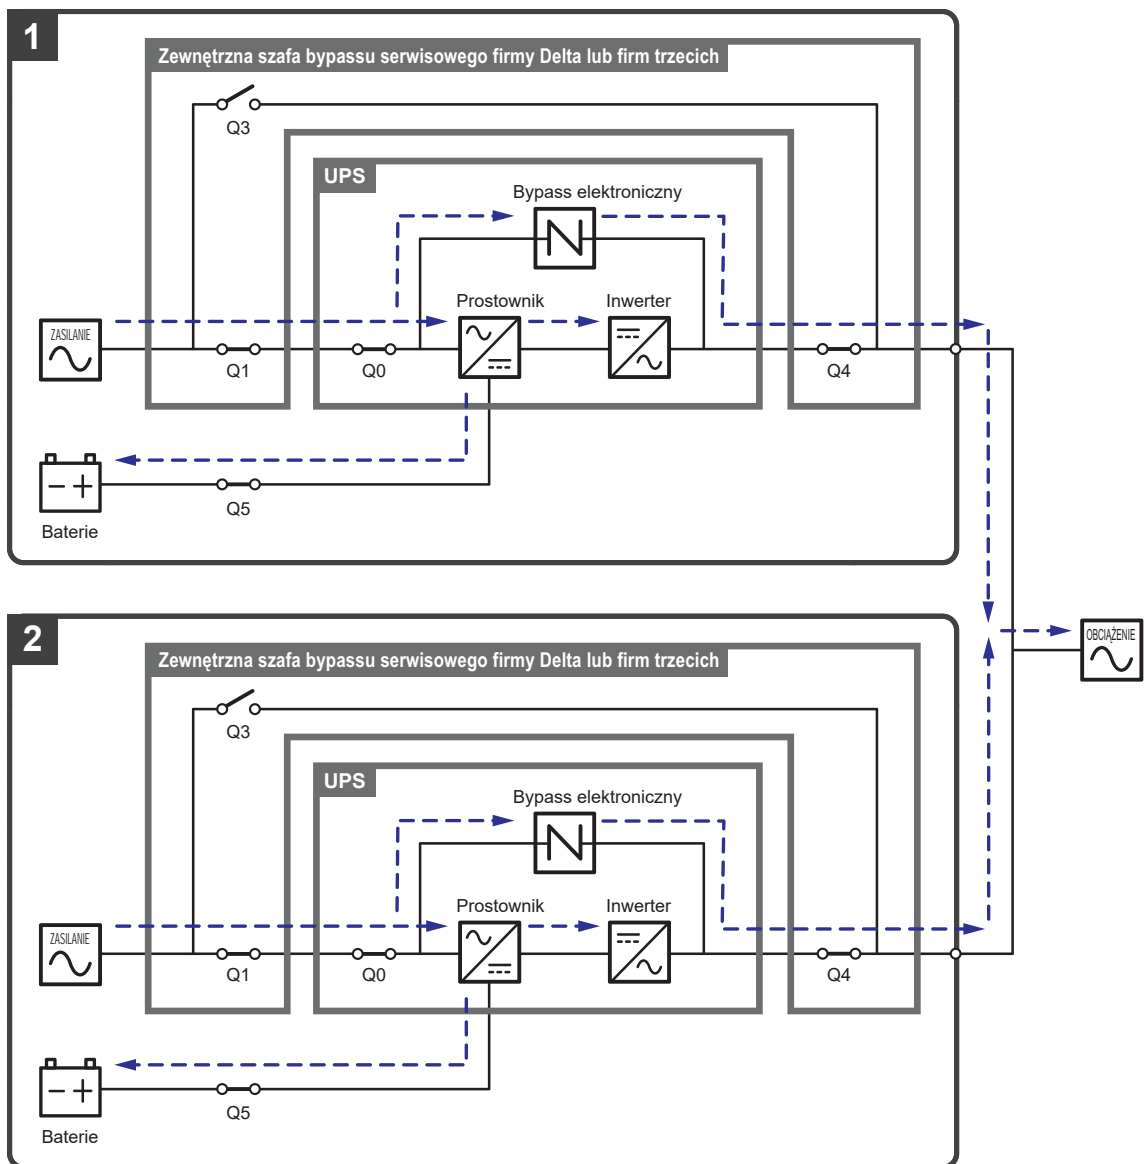 1
Zewnętrzna szafa bypassu serwisowego firmy Delta lub firm trzecich
Q3
UPS
Bypass elektroniczny
Prostownik
Inwerter
ZASILANIE
Q1
Q0
Q4
Q5
Baterie
OBCIĄŻENIE
2
Zewnętrzna szafa bypassu serwisowego firmy Delta lub firm trzecich
Q3
UPS
Bypass elektroniczny
Prostownik
Inwerter
ZASILANIE
Q1
Q0
Q4
Q5
Baterie